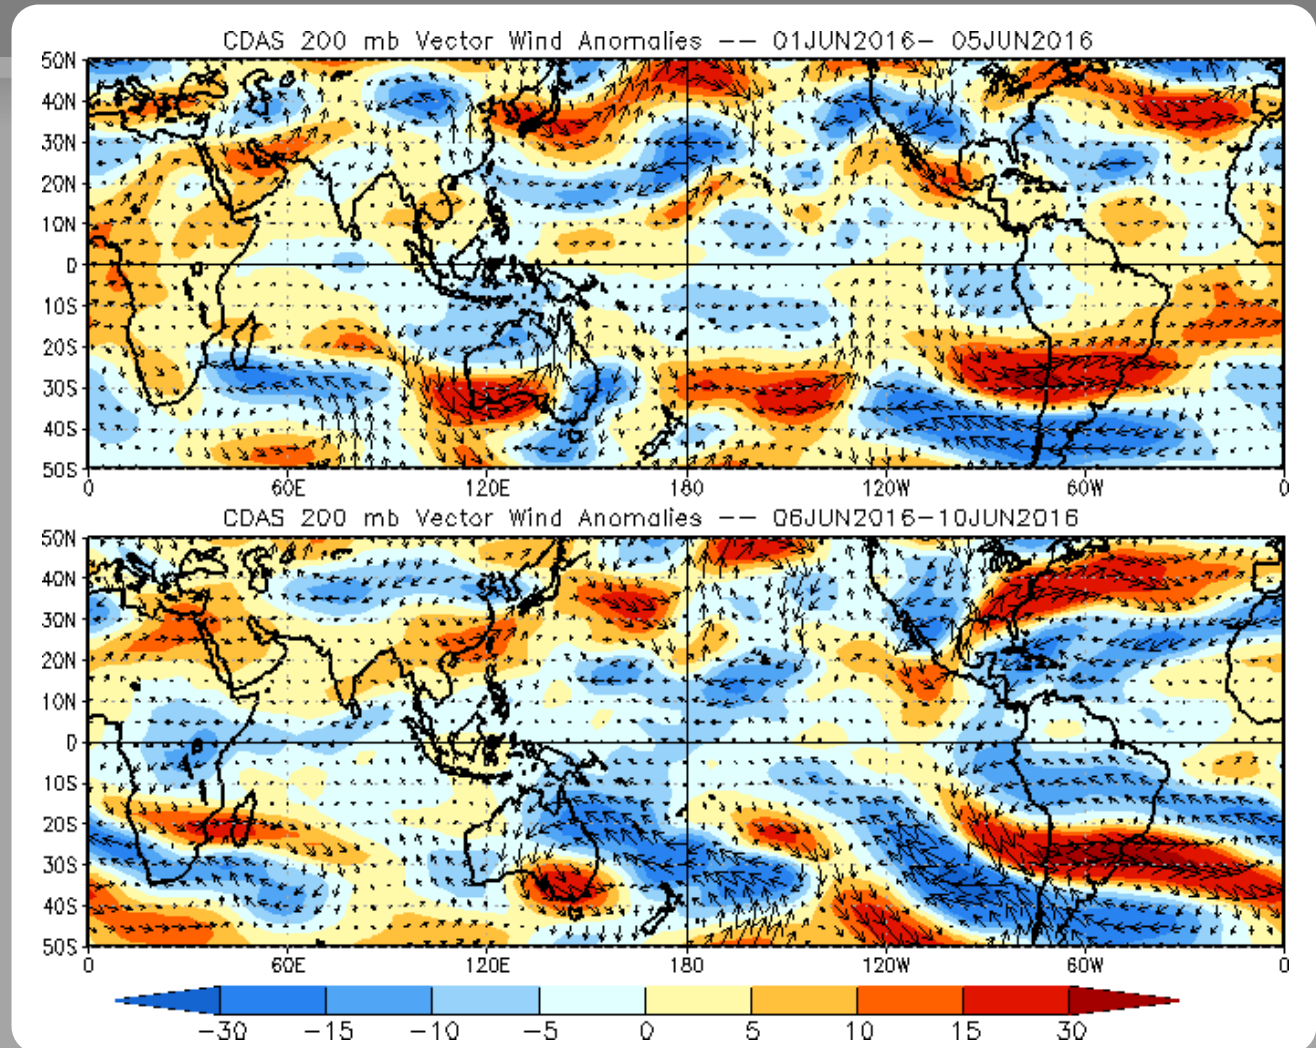 CDAS 200 mb Vector Wind Anomalies -- 01JUN2016- 05JUN2016
50N
40N
30N
20N
10N
0
10S
20S
30S
40S
50S
0 60E 120E 180 120W 60W 0
CDAS 200 mb Vector Wind Anomalies -- 06JUN2016-10JUN2016
50N
40N
30N
20N
10N
0
10S
20S
30S
40S
50S
0 60E 120E 180 120W 60W 0
-30 -15 -10 -5 0 5 10 15 30